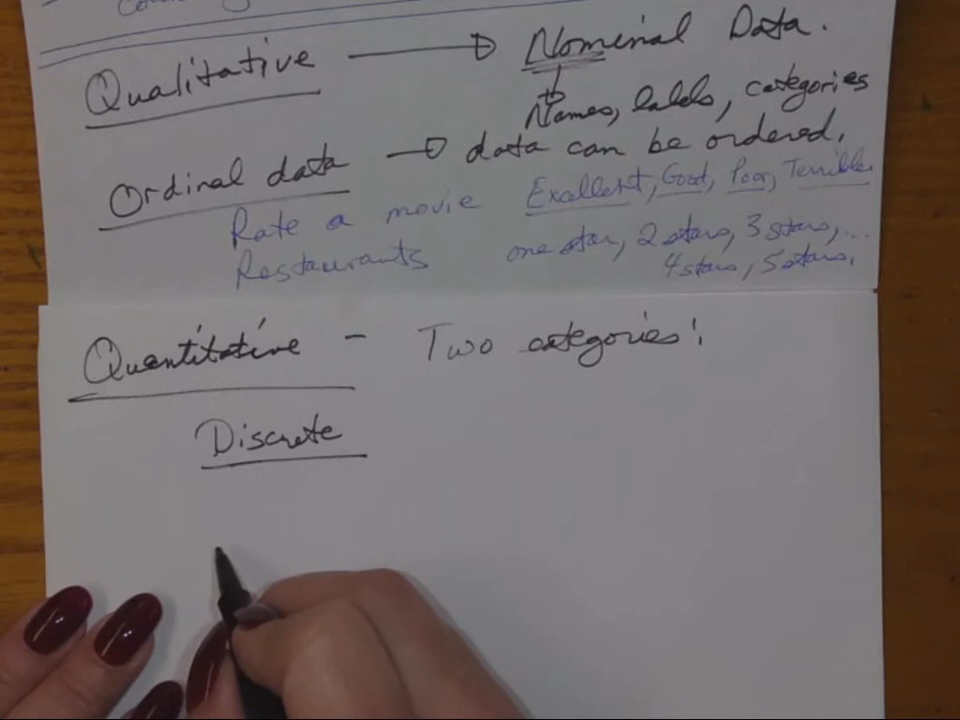 Qualitative → Nominal Data.
Names, labels, categories
Ordinal data → data can be ordered.
Rate a movie Excellent, Good, Poor, Terrible
Restaurants one star, 2 stars, 3 stars, ...
4 stars, 5 stars,
Quantitative - Two categories:
Discrete